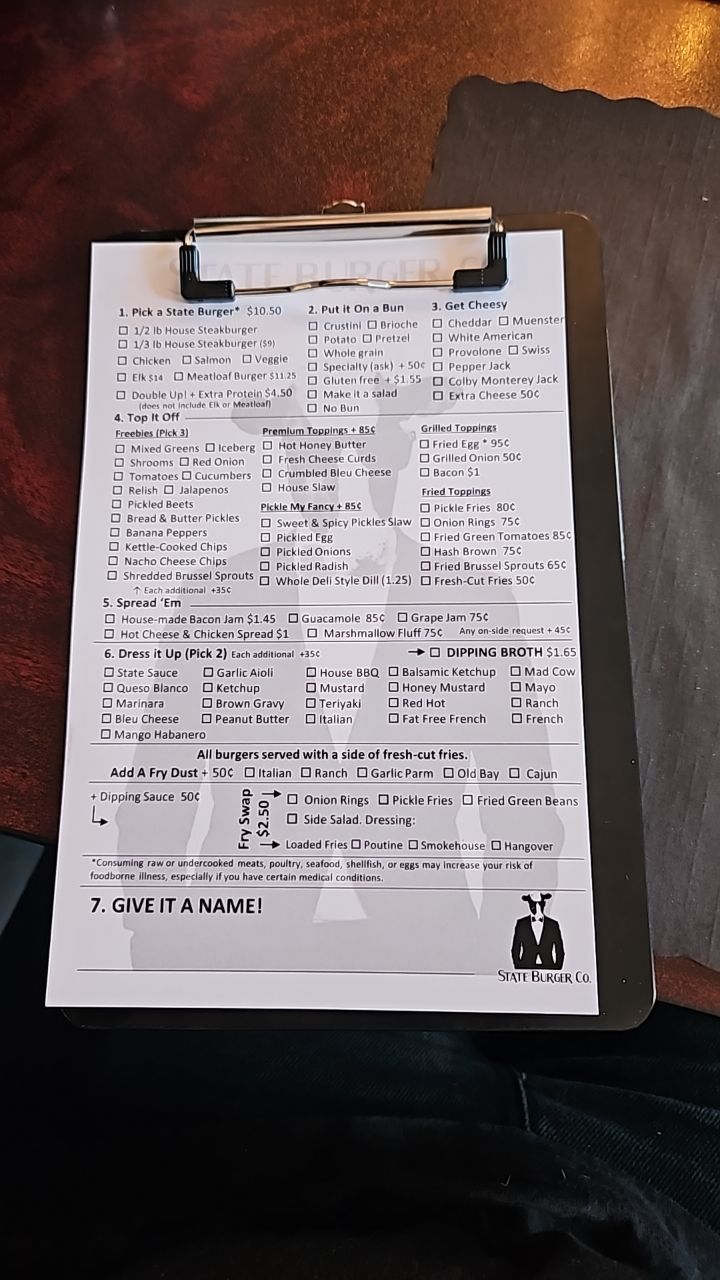 STATE BURGER CO
1. Pick a State Burger* $10.50
☐ 1/2 lb House Steakburger
☐ 1/3 lb House Steakburger ($9)
☐ Chicken ☐ Salmon ☐ Veggie
☐ Elk $14 ☐ Meatloaf Burger $11.25
☐ Double Up! + Extra Protein $4.50
(does not include Elk or Meatloaf)
2. Put it On a Bun
☐ Crustini ☐ Brioche
☐ Potato ☐ Pretzel
☐ Whole grain
☐ Specialty (ask) + 50¢
☐ Gluten free + $1.55
☐ Make it a salad
☐ No Bun
3. Get Cheesy
☐ Cheddar ☐ Muenster
☐ White American
☐ Provolone ☐ Swiss
☐ Pepper Jack
☐ Colby Monterey Jack
☐ Extra Cheese 50¢
4. Top It Off
Freebies (Pick 3)
☐ Mixed Greens ☐ Iceberg
☐ Shrooms ☐ Red Onion
☐ Tomatoes ☐ Cucumbers
☐ Relish ☐ Jalapenos
☐ Pickled Beets
☐ Bread & Butter Pickles
☐ Banana Peppers
☐ Kettle-Cooked Chips
☐ Nacho Cheese Chips
☐ Shredded Brussel Sprouts
↑ Each additional +35¢
Premium Toppings + 85¢
☐ Hot Honey Butter
☐ Fresh Cheese Curds
☐ Crumbled Bleu Cheese
☐ House Slaw
Pickle My Fancy + 85¢
☐ Sweet & Spicy Pickles Slaw
☐ Pickled Egg
☐ Pickled Onions
☐ Pickled Radish
☐ Whole Deli Style Dill (1.25)
Grilled Toppings
☐ Fried Egg * 95¢
☐ Grilled Onion 50¢
☐ Bacon $1
Fried Toppings
☐ Pickle Fries 80¢
☐ Onion Rings 75¢
☐ Fried Green Tomatoes 85¢
☐ Hash Brown 75¢
☐ Fried Brussel Sprouts 65¢
☐ Fresh-Cut Fries 50¢
5. Spread 'Em
☐ House-made Bacon Jam $1.45 ☐ Guacamole 85¢ ☐ Grape Jam 75¢
☐ Hot Cheese & Chicken Spread $1 ☐ Marshmallow Fluff 75¢ Any on-side request + 45¢
6. Dress it Up (Pick 2) Each additional +35¢ → ☐ DIPPING BROTH $1.65
☐ State Sauce ☐ Garlic Aioli ☐ House BBQ ☐ Balsamic Ketchup ☐ Mad Cow
☐ Queso Blanco ☐ Ketchup ☐ Mustard ☐ Honey Mustard ☐ Mayo
☐ Marinara ☐ Brown Gravy ☐ Teriyaki ☐ Red Hot ☐ Ranch
☐ Bleu Cheese ☐ Peanut Butter ☐ Italian ☐ Fat Free French ☐ French
☐ Mango Habanero
All burgers served with a side of fresh-cut fries.
Add A Fry Dust + 50¢ ☐ Italian ☐ Ranch ☐ Garlic Parm ☐ Old Bay ☐ Cajun
+ Dipping Sauce 50¢
Fry Swap
$2.50
→ ☐ Onion Rings ☐ Pickle Fries ☐ Fried Green Beans
☐ Side Salad. Dressing:
→ Loaded Fries ☐ Poutine ☐ Smokehouse ☐ Hangover
*Consuming raw or undercooked meats, poultry, seafood, shellfish, or eggs may increase your risk of
foodborne illness, especially if you have certain medical conditions.
7. GIVE IT A NAME!
STATE BURGER CO.